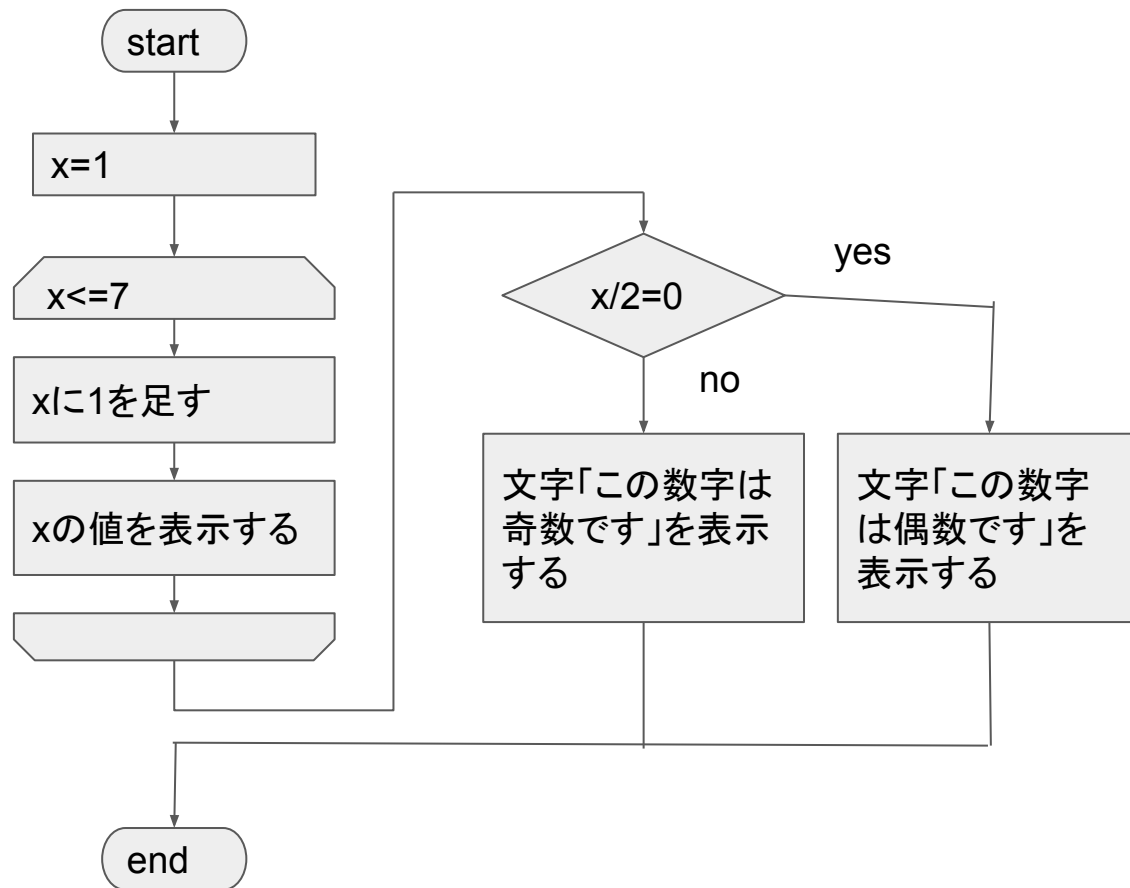 start
x=1
x<=7
xに1を足す
xの値を表示する
x/2=0
yes
no
文字「この数字は
奇数です」を表示
する
文字「この数字
は偶数です」を
表示する
end